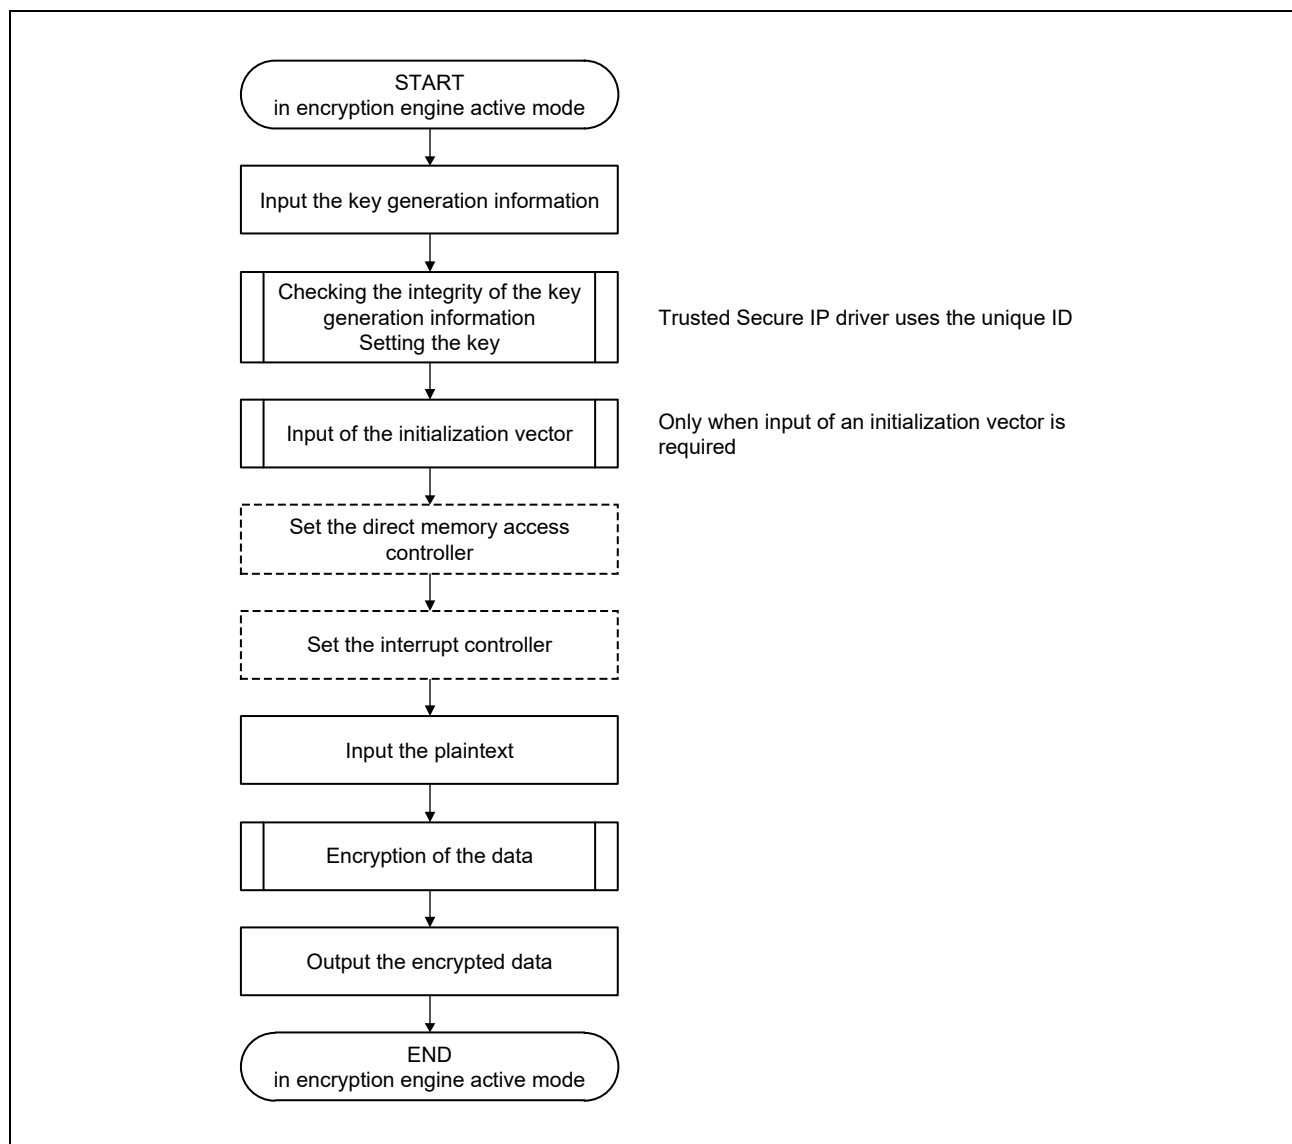 START
in encryption engine active mode
Input the key generation information
Checking the integrity of the key
generation information
Setting the key
Trusted Secure IP driver uses the unique ID
Input of the initialization vector
Only when input of an initialization vector is
required
Set the direct memory access
controller
Set the interrupt controller
Input the plaintext
Encryption of the data
Output the encrypted data
END
in encryption engine active mode